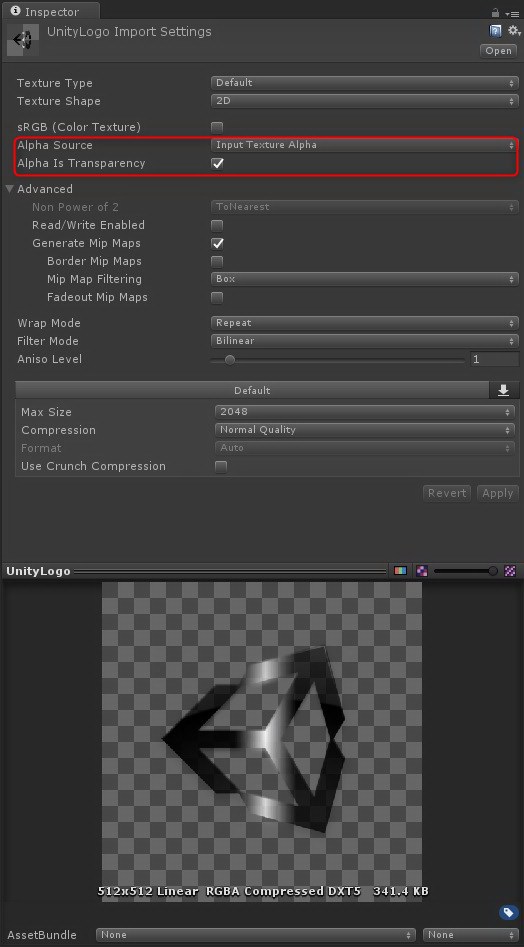 Inspector
UnityLogo Import Settings
Open
Texture Type Default
Texture Shape 2D
sRGB (Color Texture)
Alpha Source Input Texture Alpha
Alpha Is Transparency
Advanced
Non Power of 2 ToNearest
Read/Write Enabled
Generate Mip Maps
Border Mip Maps
Mip Map Filtering Box
Fadeout Mip Maps
Wrap Mode Repeat
Filter Mode Bilinear
Aniso Level 1
Default
Max Size 2048
Compression Normal Quality
Format Auto
Use Crunch Compression
Revert Apply
UnityLogo
512x512 Linear RGBA Compressed DXT5 341.4 KB
AssetBundle None None